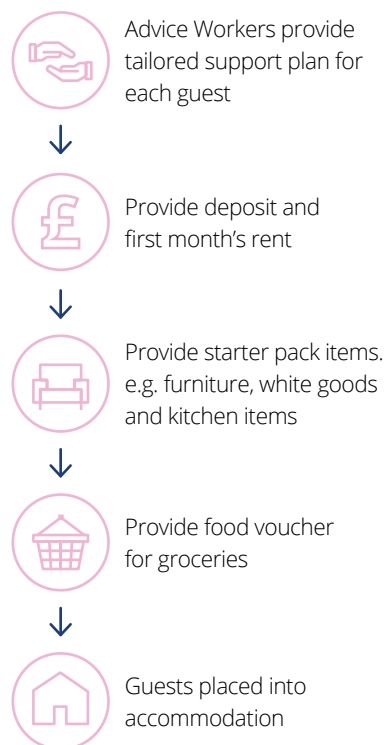 Advice Workers provide
tailored support plan for
each guest
£
Provide deposit and
first month’s rent
Provide starter pack items.
e.g. furniture, white goods
and kitchen items
Provide food voucher
for groceries
Guests placed into
accommodation